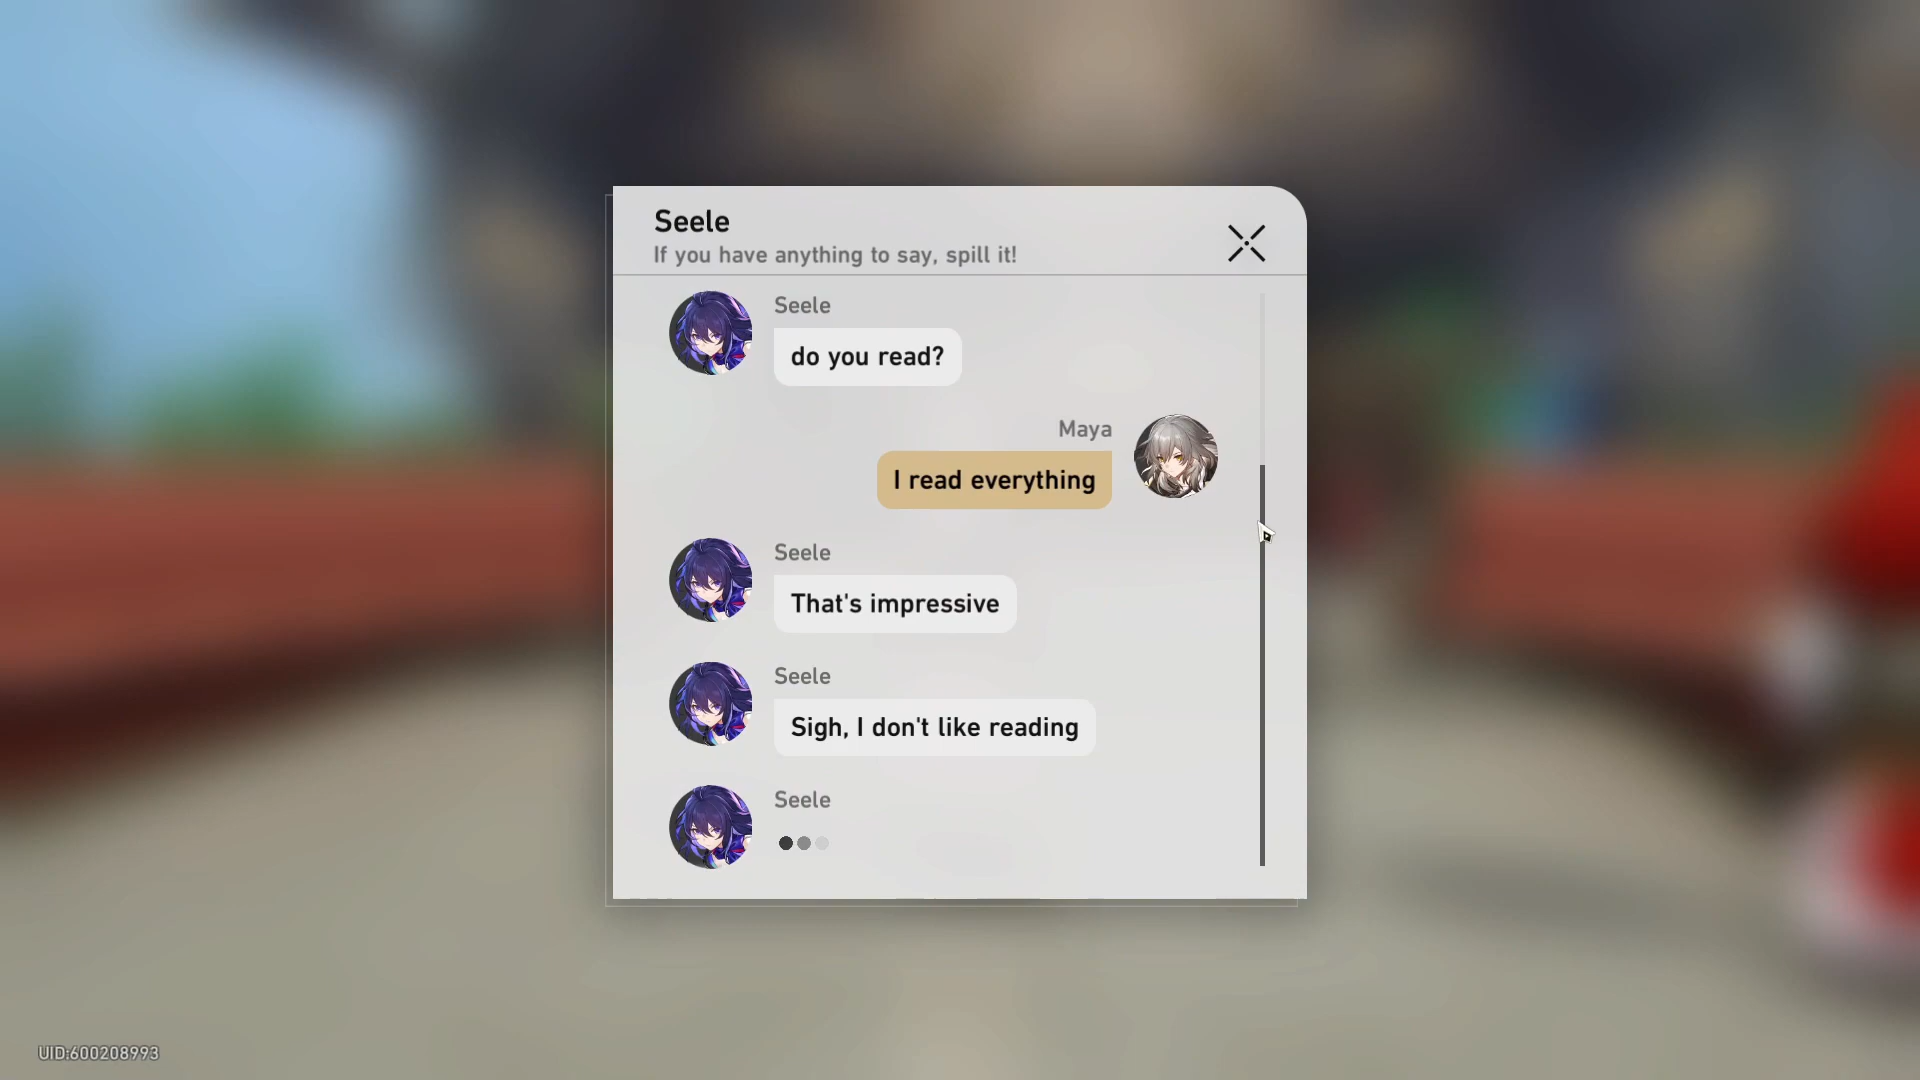 Seele
If you have anything to say, spill it!
Seele
do you read?
Maya
I read everything
Seele
That's impressive
Seele
Sigh, I don't like reading
Seele
UID:600208993